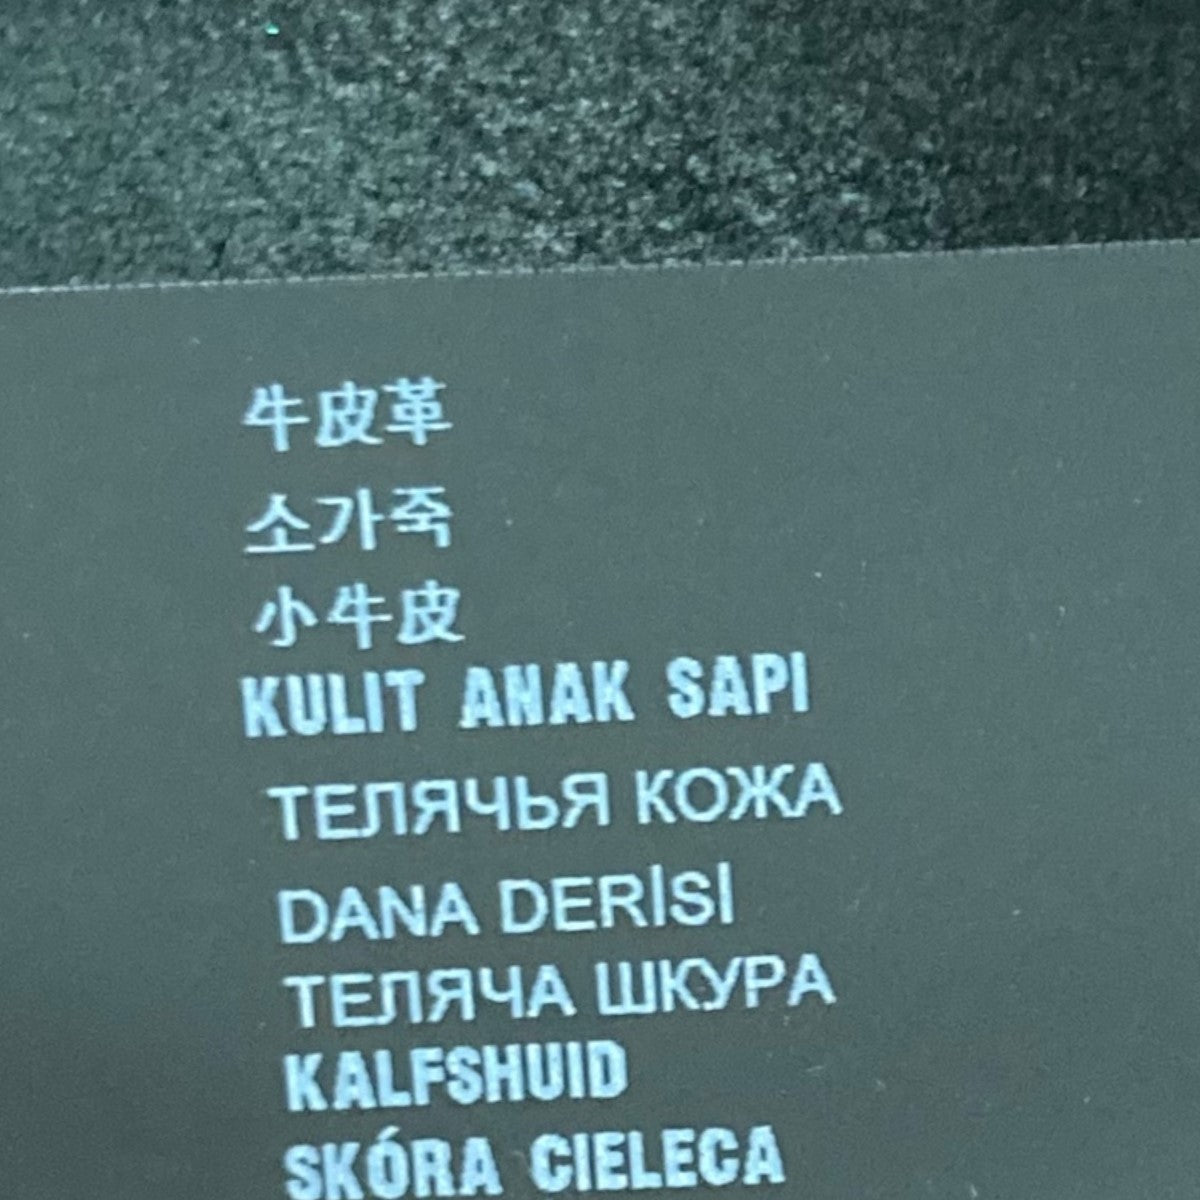 牛皮革
소가죽
小牛皮
KULIT ANAK SAPI
ТЕЛЯЧЬЯ КОЖА
DANA DERİSİ
ТЕЛЯЧА ШКУРА
KALFSHUID
SKÓRA CIELECA